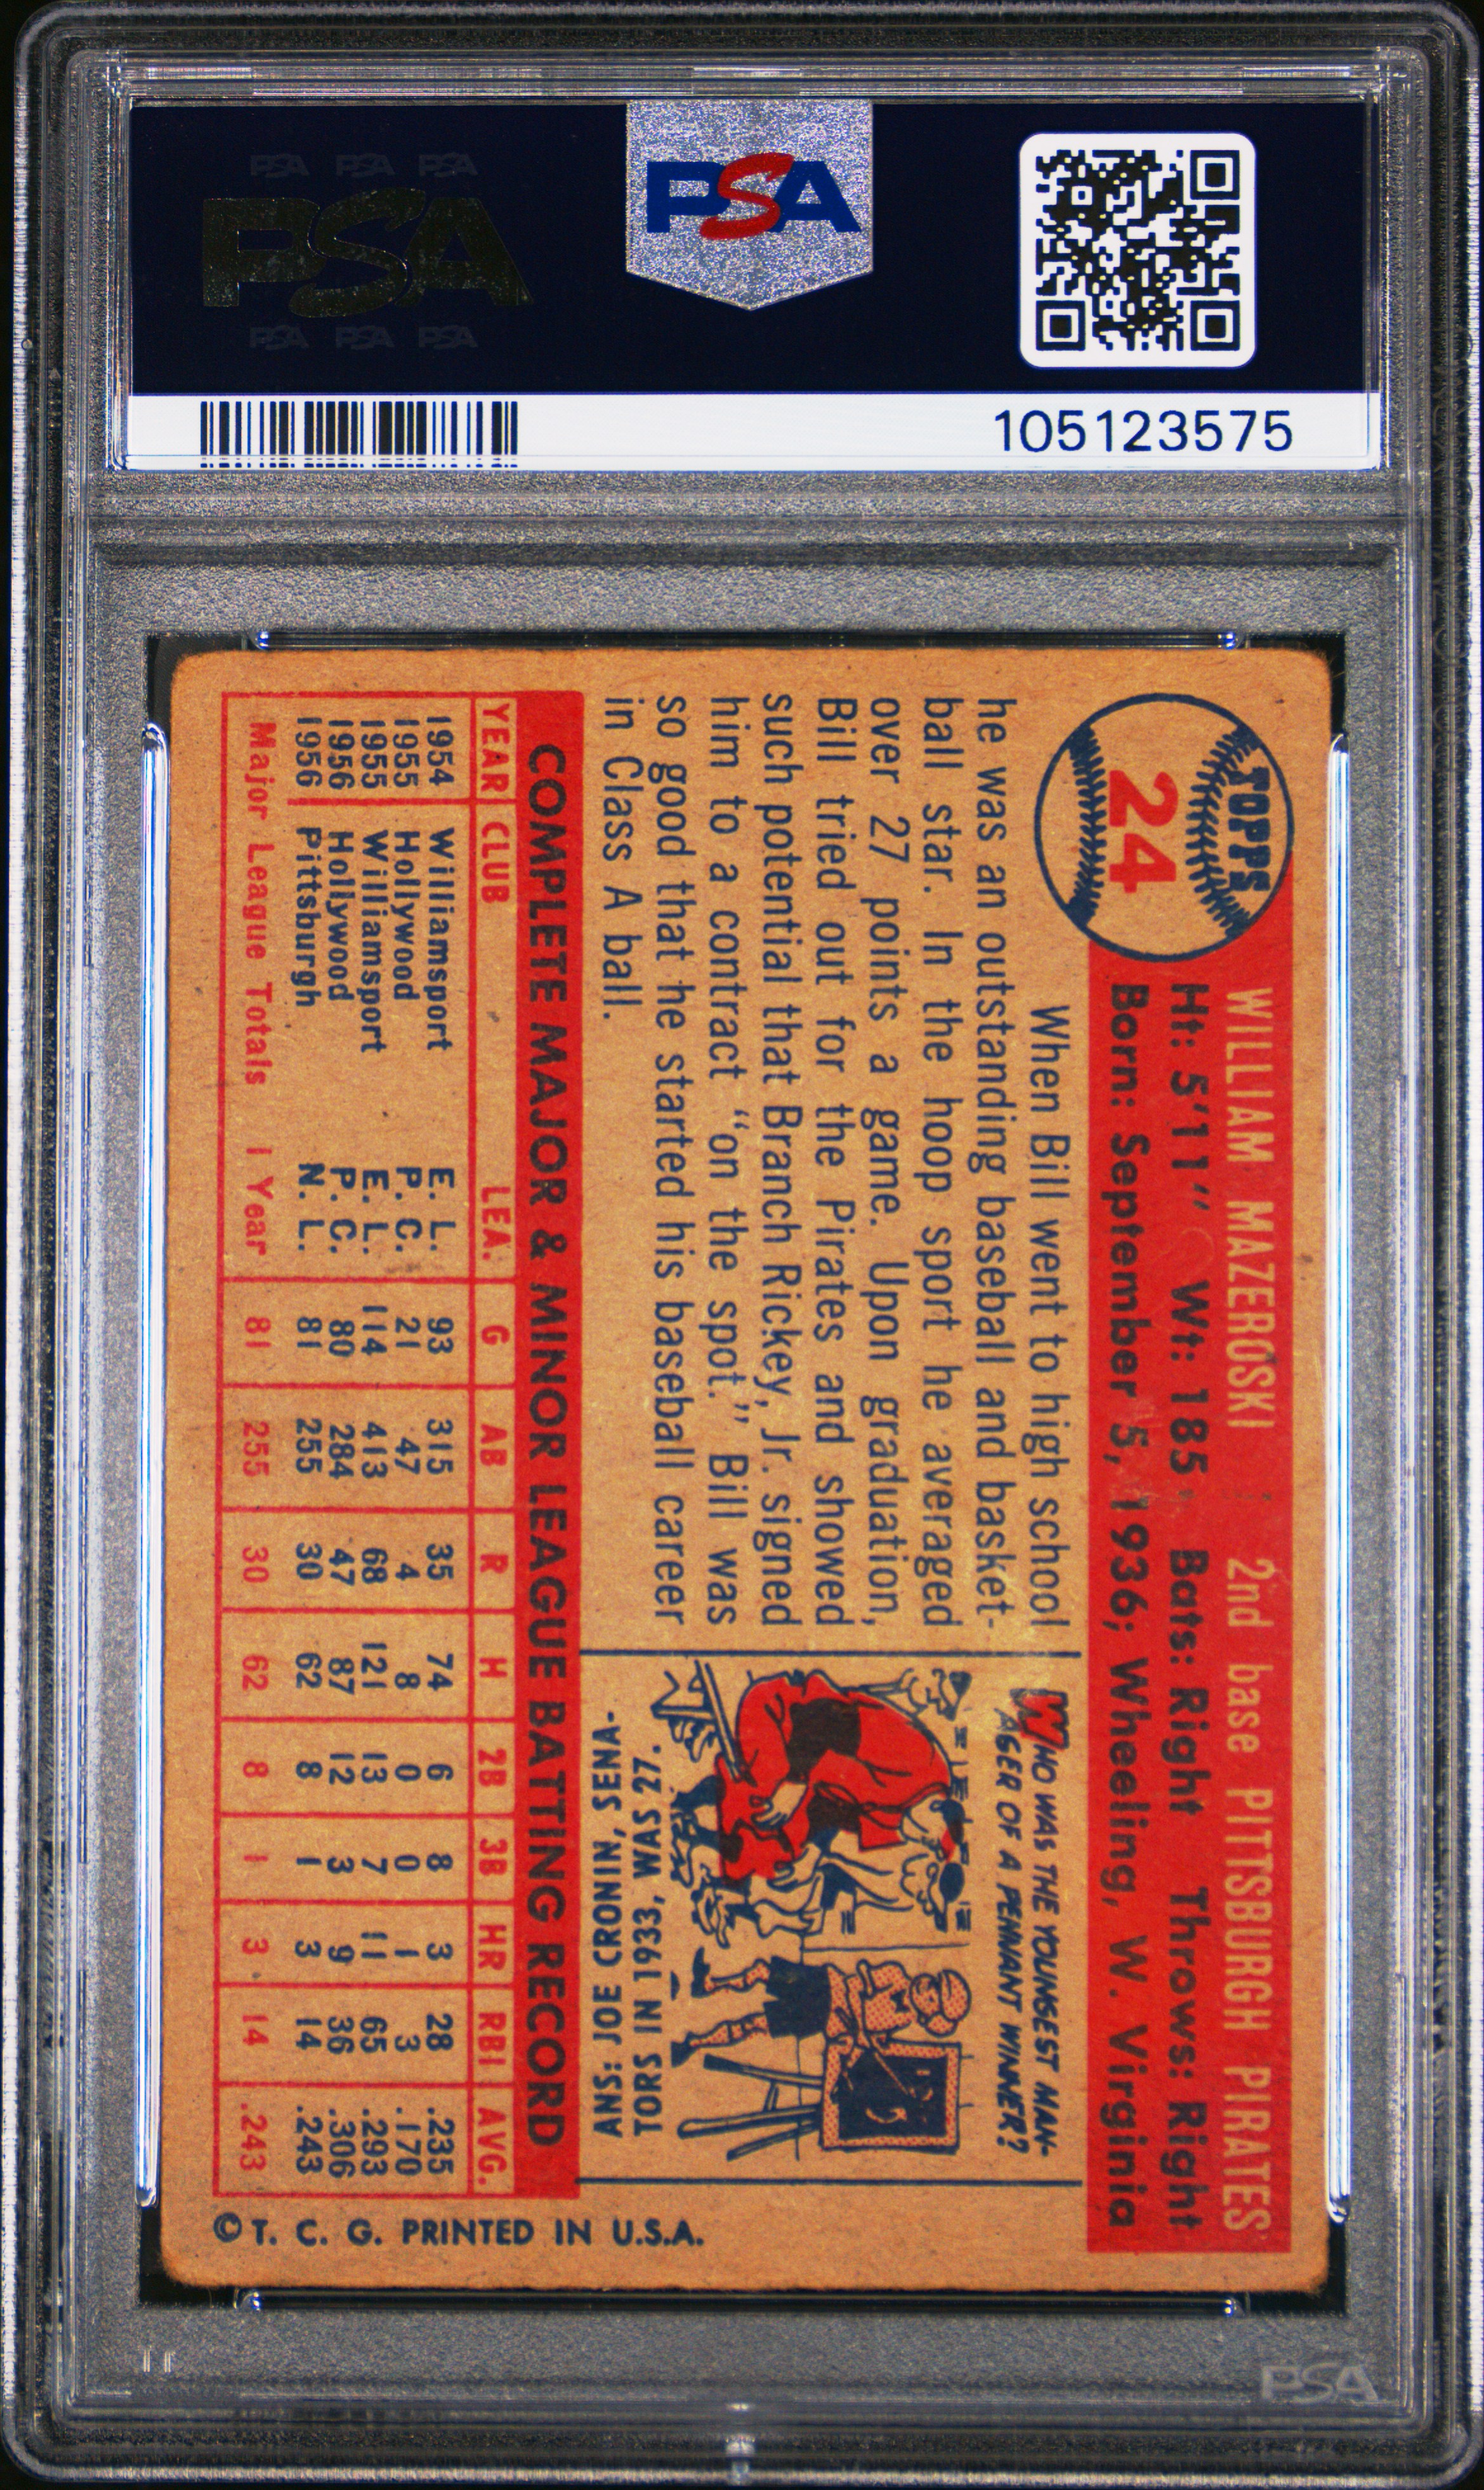 PSA PSA PSA
PSA
PSA PSA PSA
PSA
105123575
TOPPS
24
WILLIAM MAZEROSKI 2nd base PITTSBURGH PIRATES
Ht: 5'11" Wt: 185 Bats: Right Throws: Right
Born: September 5, 1936; Wheeling, W. Virginia
When Bill went to high school
he was an outstanding baseball and basket-
ball star. In the hoop sport he averaged
over 27 points a game. Upon graduation,
Bill tried out for the Pirates and showed
such potential that Branch Rickey, Jr. signed
him to a contract "on the spot." Bill was
so good that he started his baseball career
in Class A ball.
WHO WAS THE YOUNGEST MAN-
AGER OF A PENNANT WINNER?
ANS: JOE CRONIN, SENA-
TORS IN 1933, WAS 27.
COMPLETE MAJOR & MINOR LEAGUE BATTING RECORD
YEAR CLUB LEA. G AB R H 2B 3B HR RBI AVG.
1954 Williamsport E. L. 93 315 35 74 6 8 3 28 .235
1955 Hollywood P. C. 21 47 4 8 0 0 1 3 .170
1955 Williamsport E. L. 114 413 68 121 13 7 11 65 .293
1956 Hollywood P. C. 80 284 47 87 12 3 9 36 .306
1956 Pittsburgh N. L. 81 255 30 62 8 1 3 14 .243
Major League Totals 1 Year 81 255 30 62 8 1 3 14 .243
© T. C. G. PRINTED IN U.S.A.
PSA